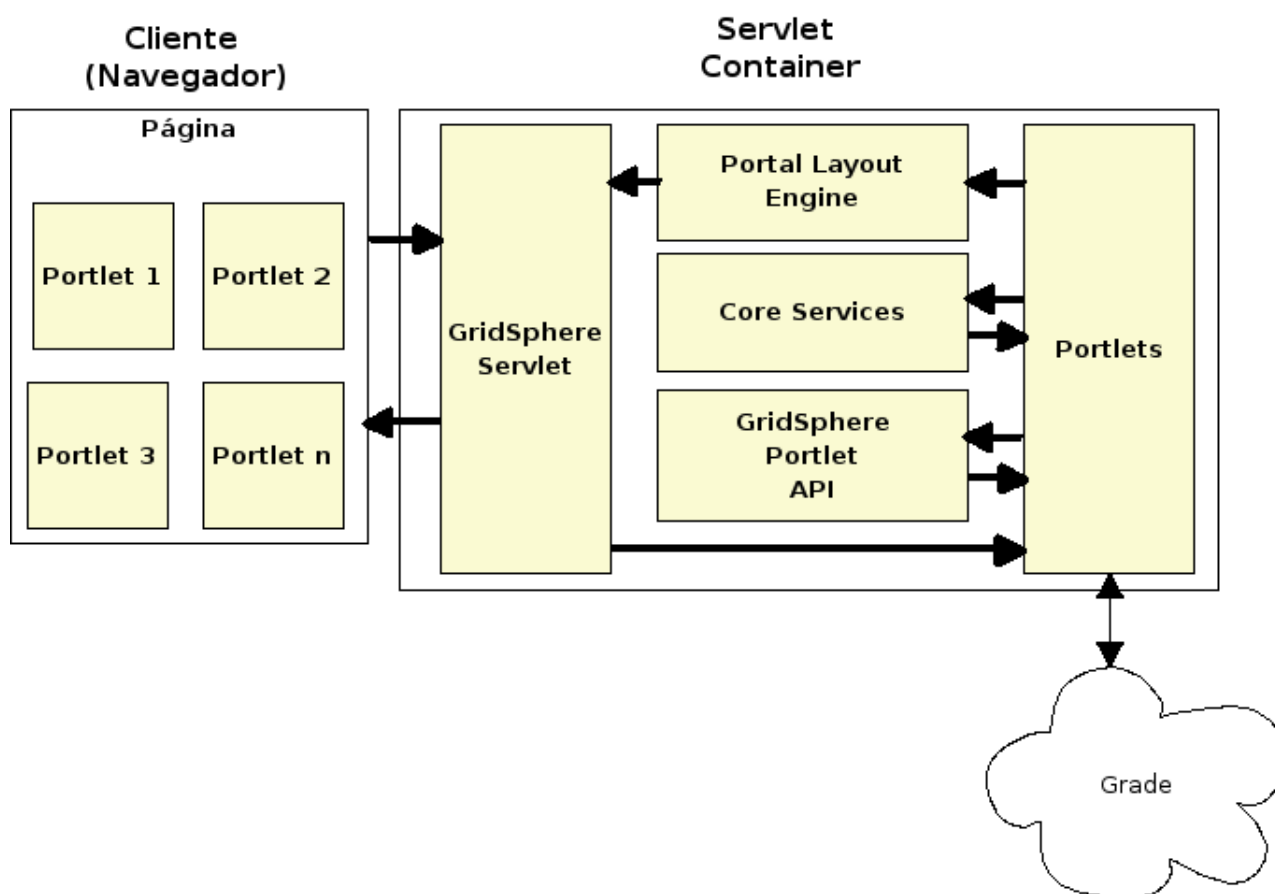 Cliente
(Navegador)
Servlet
Container
Página
Portlet 1
Portlet 2
Portlet 3
Portlet n
GridSphere
Servlet
Portal Layout
Engine
Core Services
GridSphere
Portlet
API
Portlets
Grade